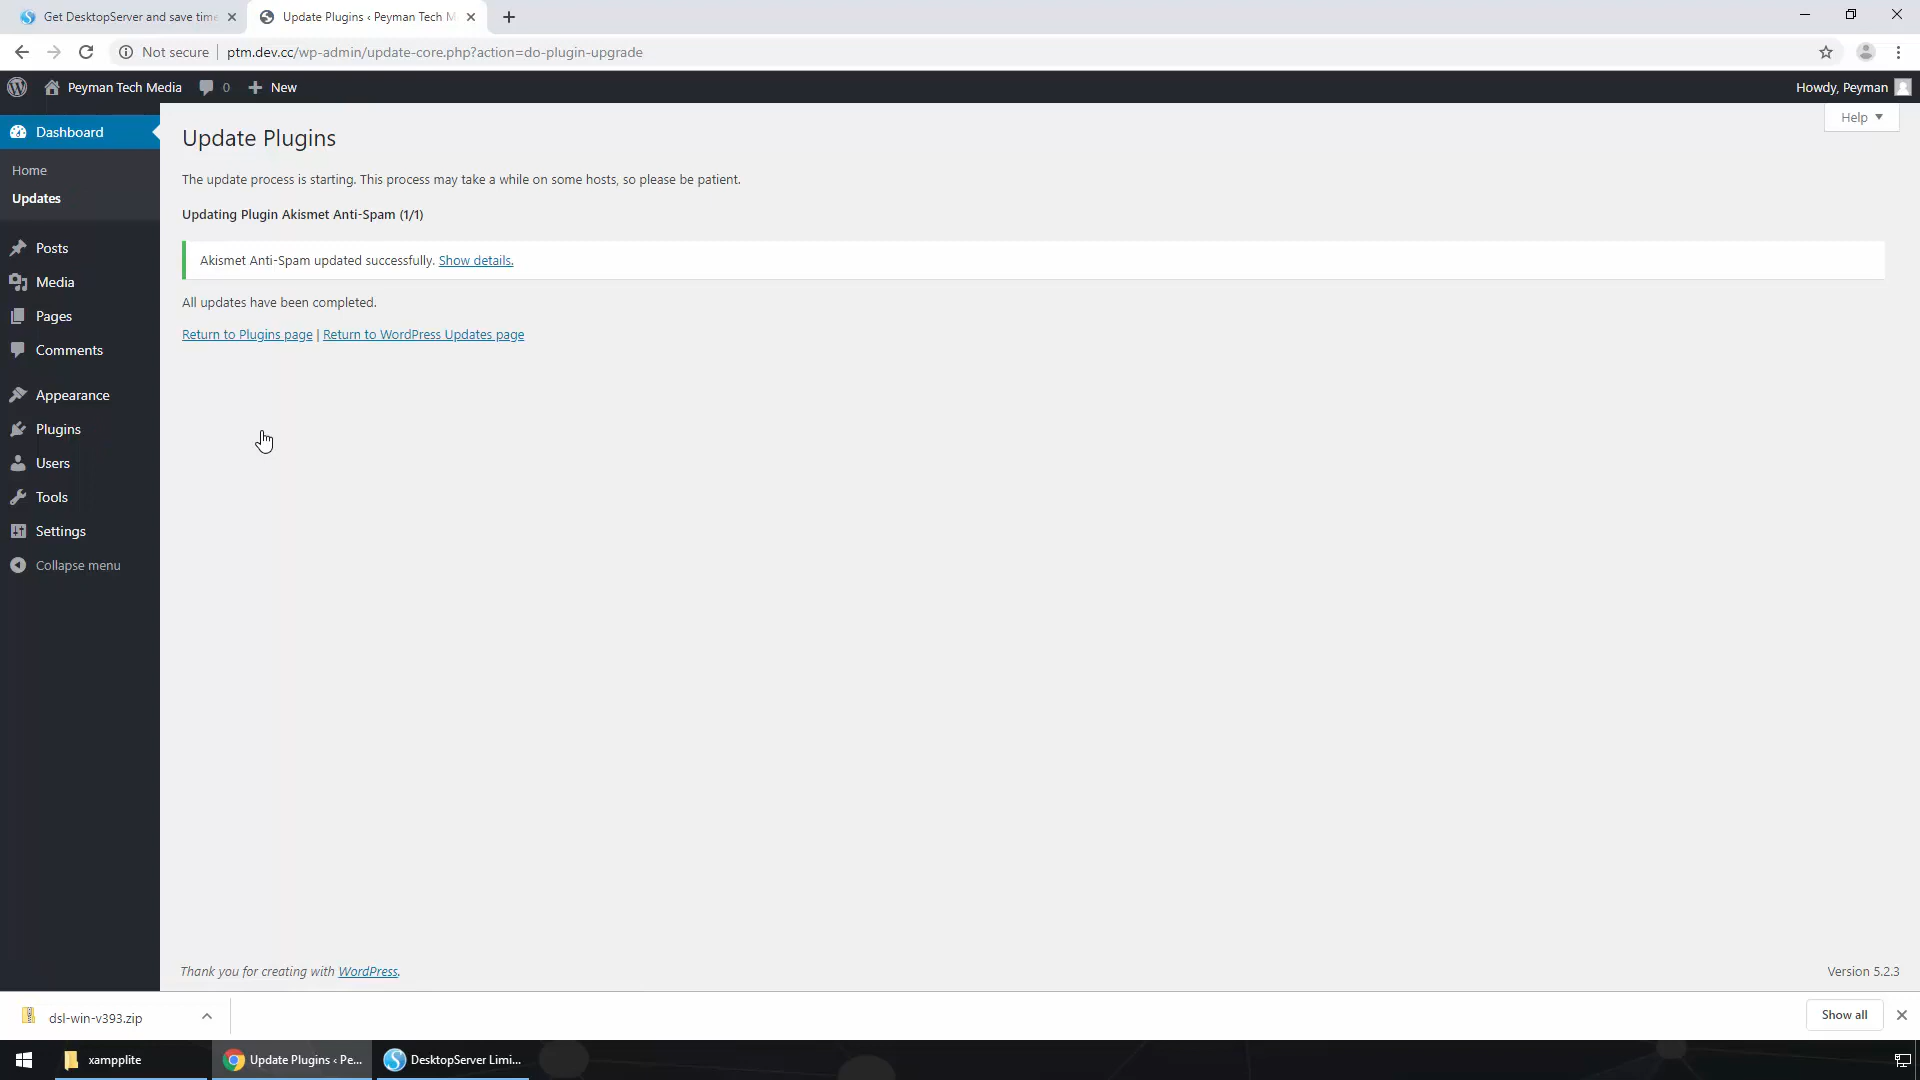 Get DesktopServer and save time
Update Plugins ‹ Peyman Tech M
Not secure
ptm.dev.cc/wp-admin/update-core.php?action=do-plugin-upgrade
Peyman Tech Media
0
New
Howdy, Peyman
Help
Dashboard
Home
Updates
Posts
Media
Pages
Comments
Appearance
Plugins
Users
Tools
Settings
Collapse menu
Update Plugins
The update process is starting. This process may take a while on some hosts, so please be patient.
Updating Plugin Akismet Anti-Spam (1/1)
Akismet Anti-Spam updated successfully. Show details.
All updates have been completed.
Return to Plugins page | Return to WordPress Updates page
Thank you for creating with WordPress.
Version 5.2.3
dsl-win-v393.zip
Show all
xampplite
Update Plugins ‹ Pe...
DesktopServer Limi...